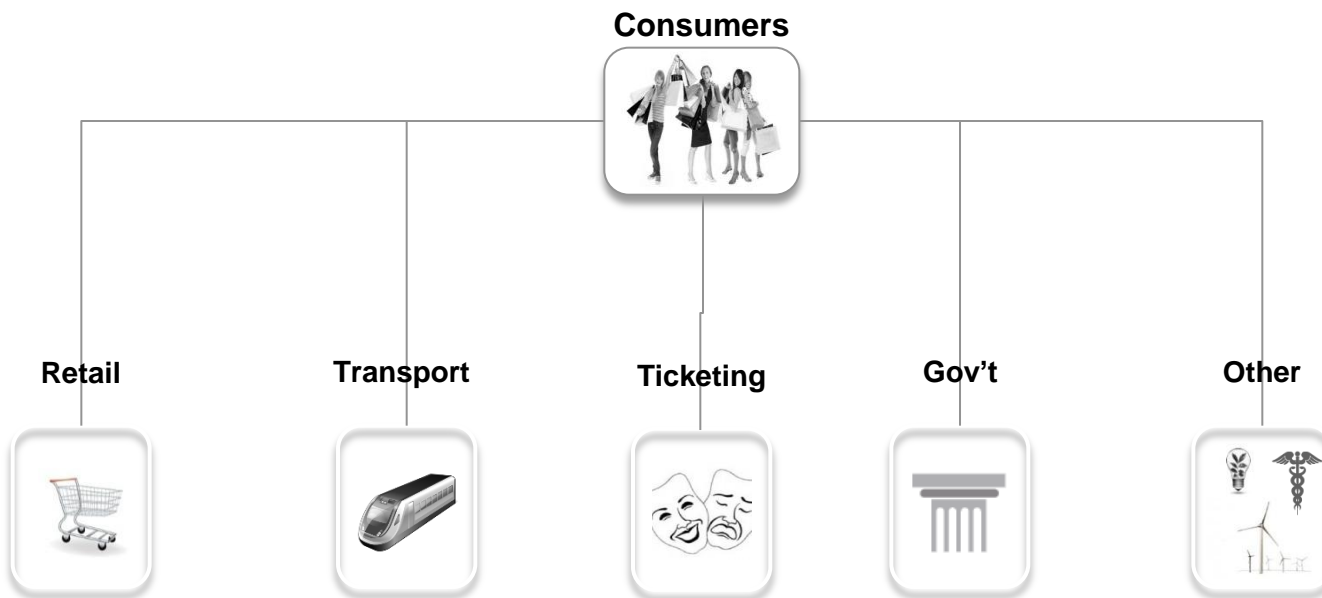 Consumers
Retail
Transport
Ticketing
Gov’t
Other